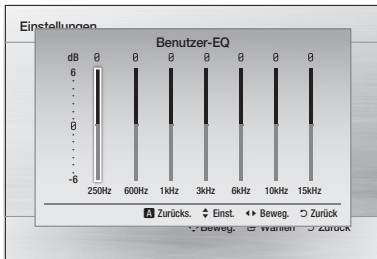 Einstellungen
Benutzer-EQ
dB 0 0 0 0 0 0 0
6
0
-6
250Hz 600Hz 1kHz 3kHz 6kHz 10kHz 15kHz
A Zurücks. Einst. Beweg. Zurück
Beweg. Wählen Zurück